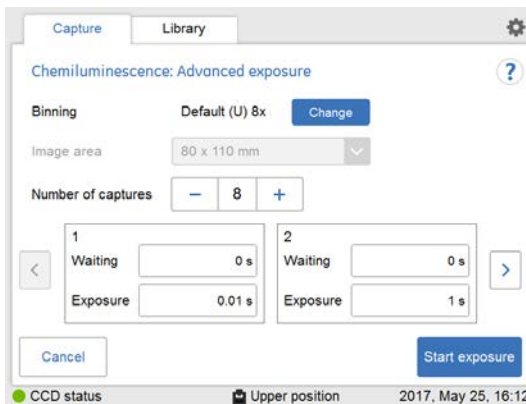 Capture Library
Chemiluminescence: Advanced exposure ?
Binning Default (U) 8x Change
Image area 80 x 110 mm
Number of captures − 8 +
1 2
Waiting 0 s Waiting 0 s
< >
Exposure 0.01 s Exposure 1 s
Cancel Start exposure
CCD status Upper position 2017, May 25, 16:12